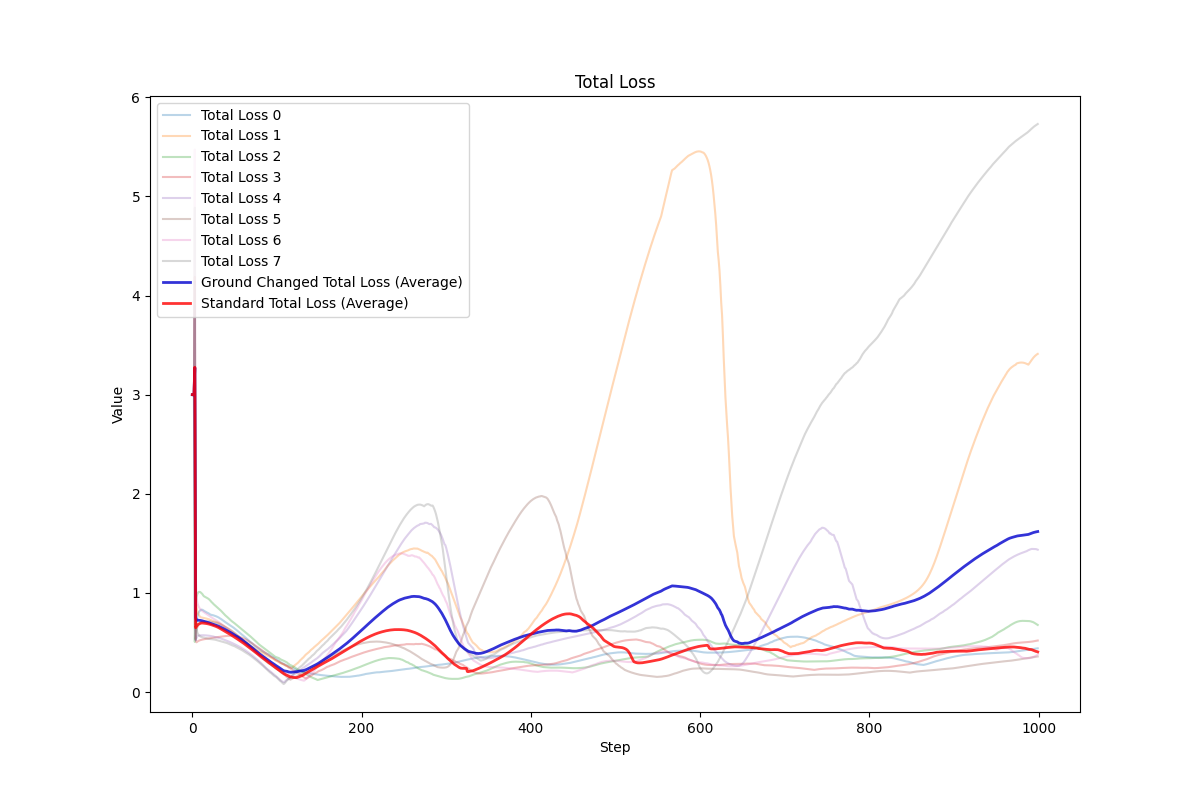 Total Loss
6
5
4
3
2
1
0
Value
Total Loss 0
Total Loss 1
Total Loss 2
Total Loss 3
Total Loss 4
Total Loss 5
Total Loss 6
Total Loss 7
Ground Changed Total Loss (Average)
Standard Total Loss (Average)
0 200 400 600 800 1000
Step